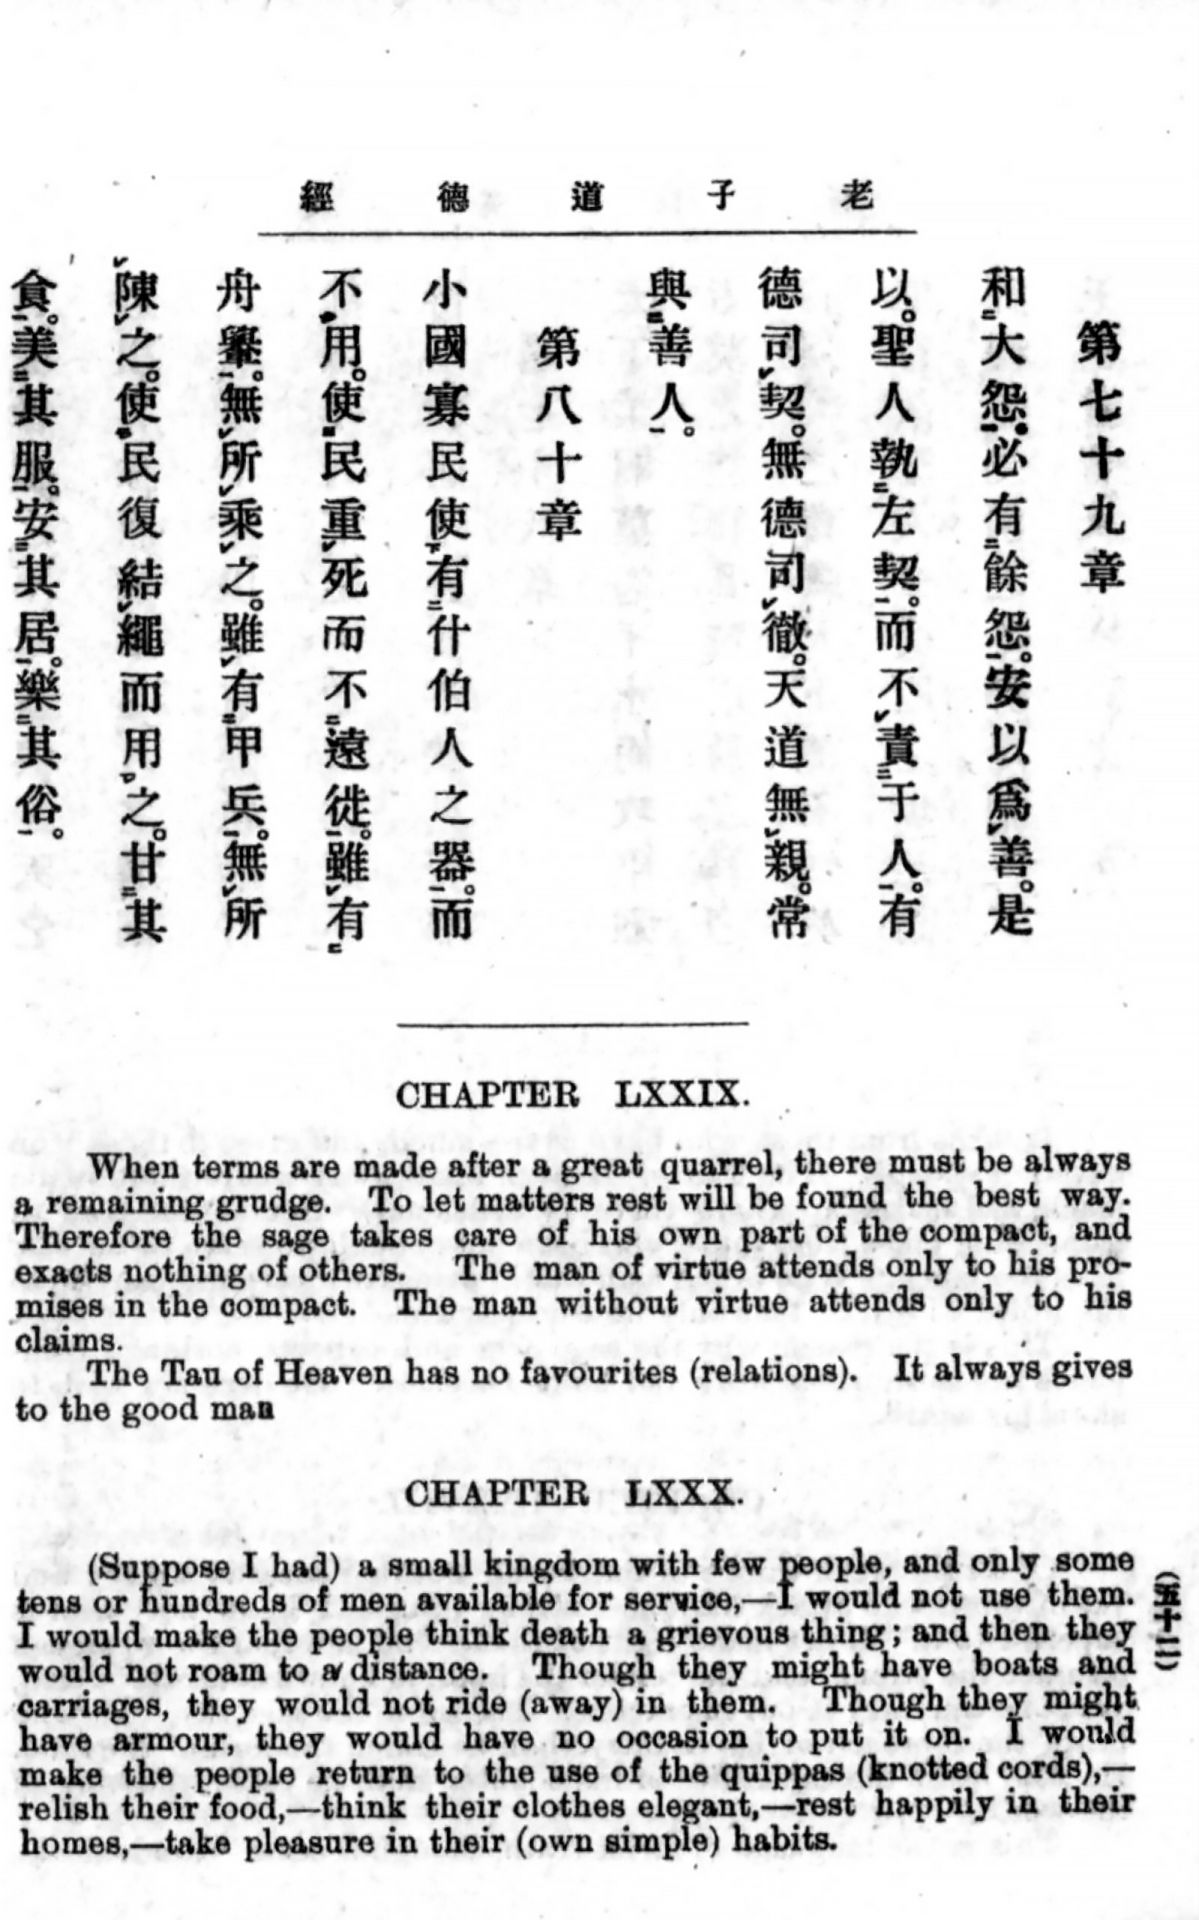 老子道德經
第七十九章
和大怨。必有餘怨。安以爲善。是
以。聖人執左契。而不責于人。有
德司契。無德司徹。天道無親。常
與善人。
第八十章
小國寡民使有什伯人之器。而
不用。使民重死而不遠徙。雖有
舟轝。無所乘之。雖有甲兵。無所
陳之。使民復結繩而用之。甘其
食。美其服。安其居。樂其俗。
CHAPTER LXXIX.
When terms are made after a great quarrel, there must be always
a remaining grudge. To let matters rest will be found the best way.
Therefore the sage takes care of his own part of the compact, and
exacts nothing of others. The man of virtue attends only to his pro-
mises in the compact. The man without virtue attends only to his
claims.
The Tau of Heaven has no favourites (relations). It always gives
to the good man
CHAPTER LXXX.
(Suppose I had) a small kingdom with few people, and only some
tens or hundreds of men available for service,—I would not use them.
I would make the people think death a grievous thing; and then they
would not roam to a distance. Though they might have boats and
carriages, they would not ride (away) in them. Though they might
have armour, they would have no occasion to put it on. I would
make the people return to the use of the quippas (knotted cords),—
relish their food,—think their clothes elegant,—rest happily in their
homes,—take pleasure in their (own simple) habits.
(五十二)